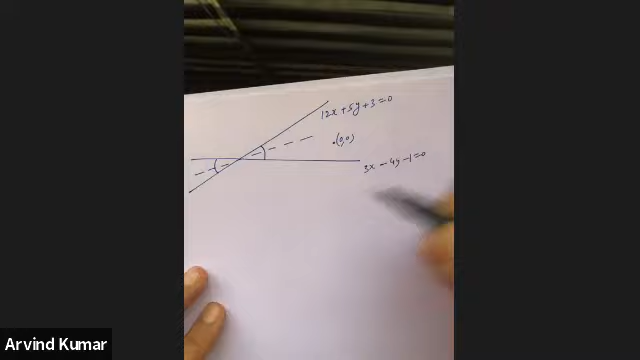 12x + 5y + 3 = 0
.(0,0)
3x - 4y - 1 = 0
Arvind Kumar